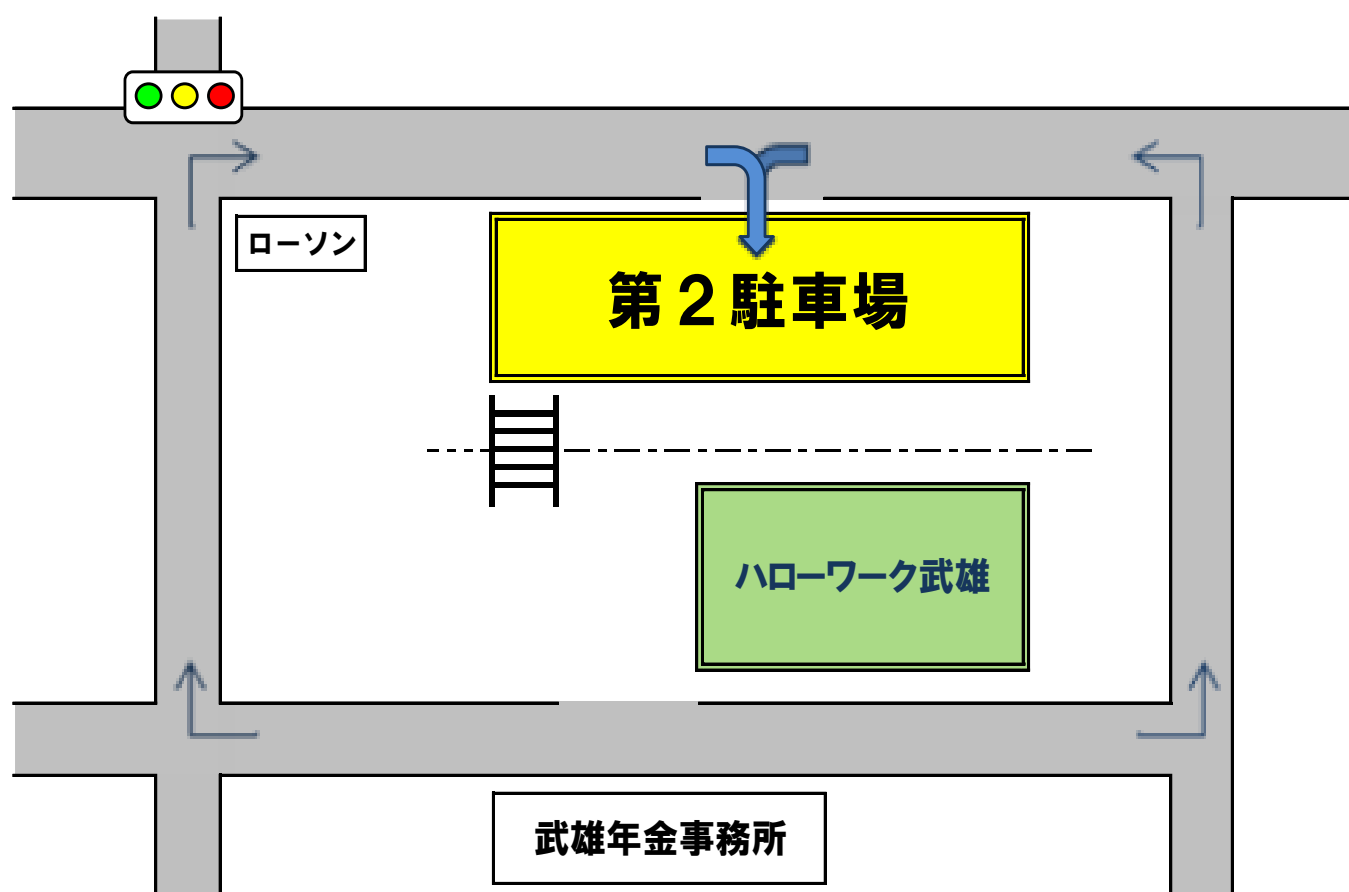 ローソン
第２駐車場
ハローワーク武雄
武雄年金事務所